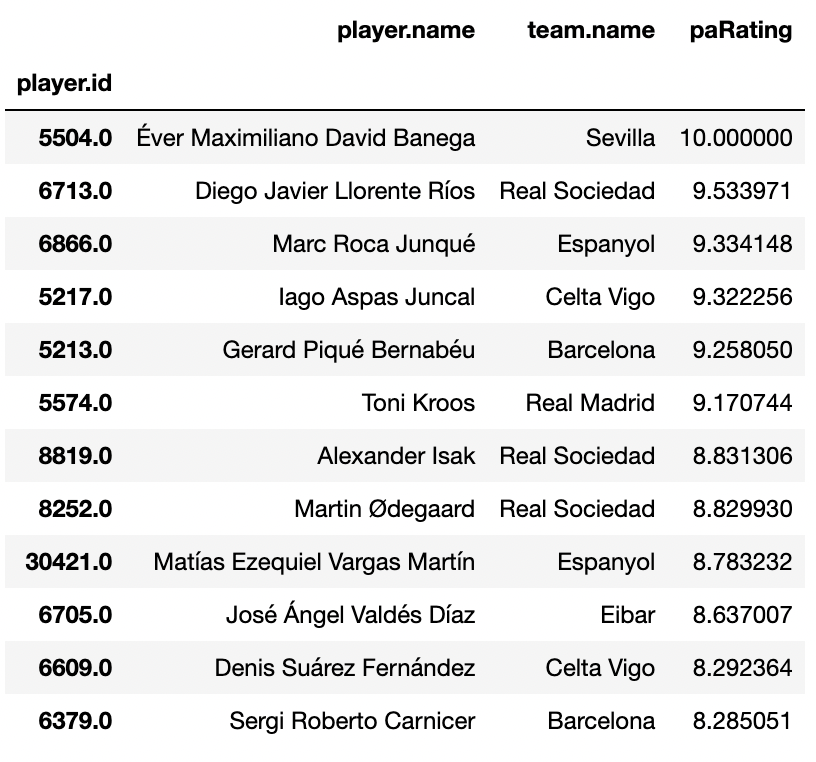 player.name team.name paRating
player.id
5504.0 Éver Maximiliano David Banega Sevilla 10.000000
6713.0 Diego Javier Llorente Ríos Real Sociedad 9.533971
6866.0 Marc Roca Junqué Espanyol 9.334148
5217.0 Iago Aspas Juncal Celta Vigo 9.322256
5213.0 Gerard Piqué Bernabéu Barcelona 9.258050
5574.0 Toni Kroos Real Madrid 9.170744
8819.0 Alexander Isak Real Sociedad 8.831306
8252.0 Martin Ødegaard Real Sociedad 8.829930
30421.0 Matías Ezequiel Vargas Martín Espanyol 8.783232
6705.0 José Ángel Valdés Díaz Eibar 8.637007
6609.0 Denis Suárez Fernández Celta Vigo 8.292364
6379.0 Sergi Roberto Carnicer Barcelona 8.285051